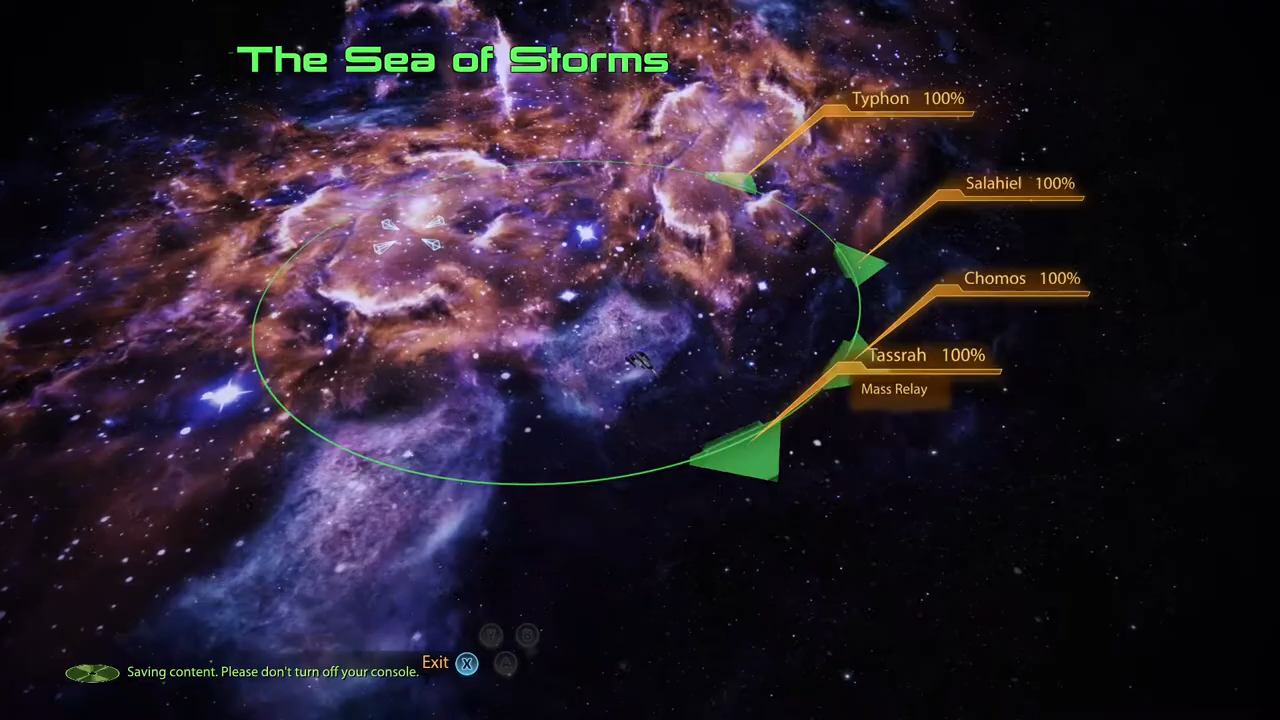 The Sea of Storms
Typhon 100%
Salahiel 100%
Chomos 100%
Tassrah 100%
Mass Relay
Y B
Exit X A
Saving content. Please don't turn off your console.